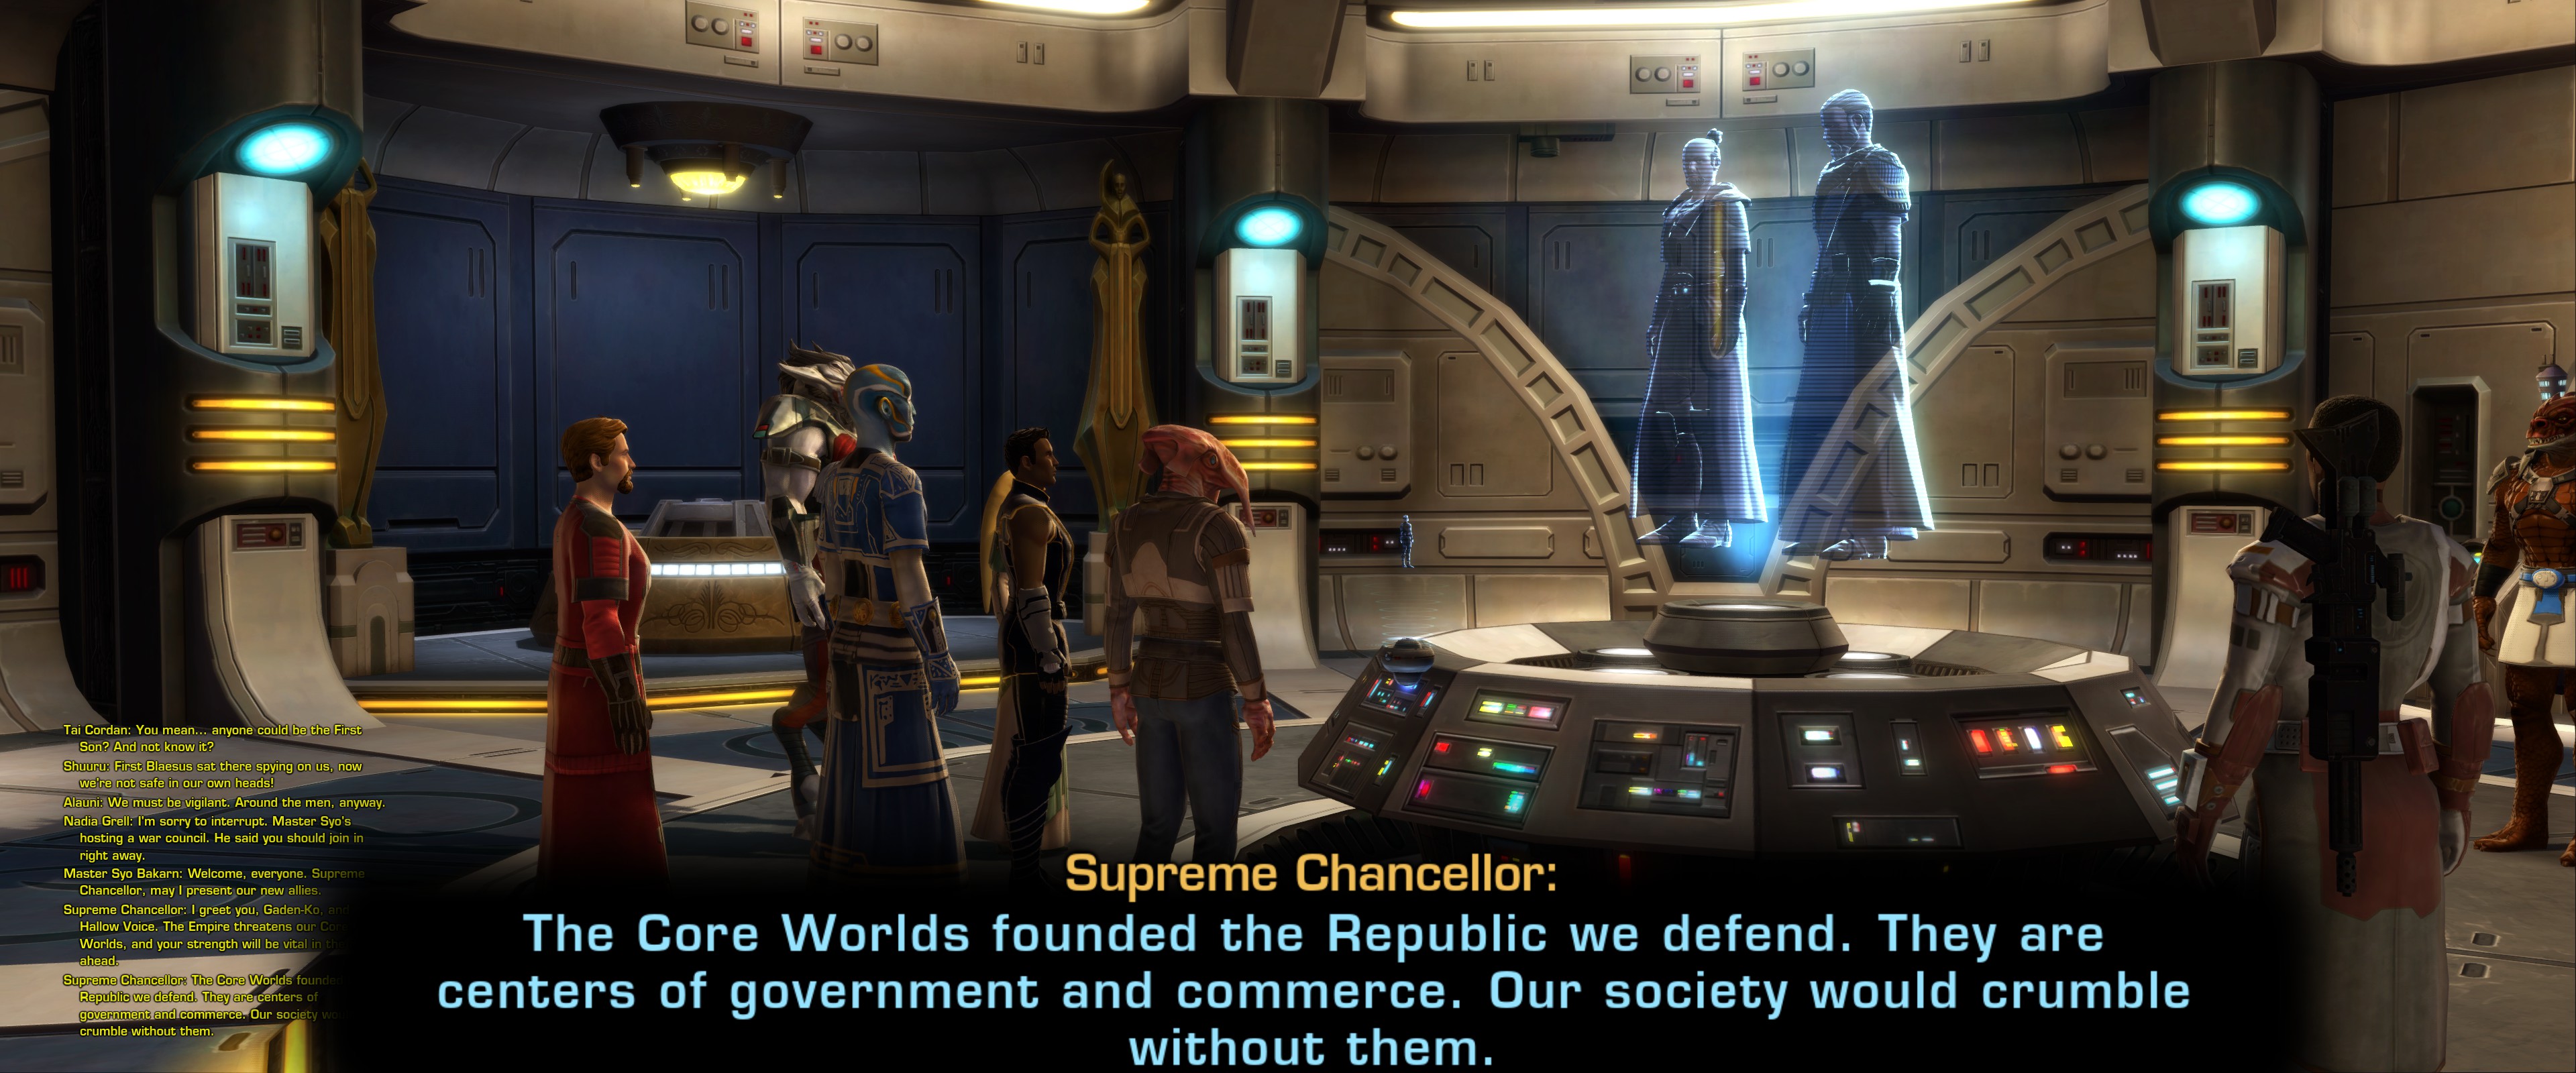 Tai Cordan: You mean... anyone could be the First
Son? And not know it?
Shuuru: First Blaesus sat there spying on us, now
we're not safe in our own heads!
Alauni: We must be vigilant. Around the men, anyway.
Nadia Grell: I'm sorry to interrupt. Master Syo's
hosting a war council. He said you should join in
right away.
Master Syo Bakarn: Welcome, everyone. Supreme
Chancellor, may I present our new allies.
Supreme Chancellor: I greet you, Gaden-Ko, and
Hallow Voice. The Empire threatens our Core
Worlds, and your strength will be vital in the
ahead.
Supreme Chancellor: The Core Worlds founded
Republic we defend. They are centers of
government and commerce. Our society
crumble without them.
Supreme Chancellor:
The Core Worlds founded the Republic we defend. They are
centers of government and commerce. Our society would crumble
without them.